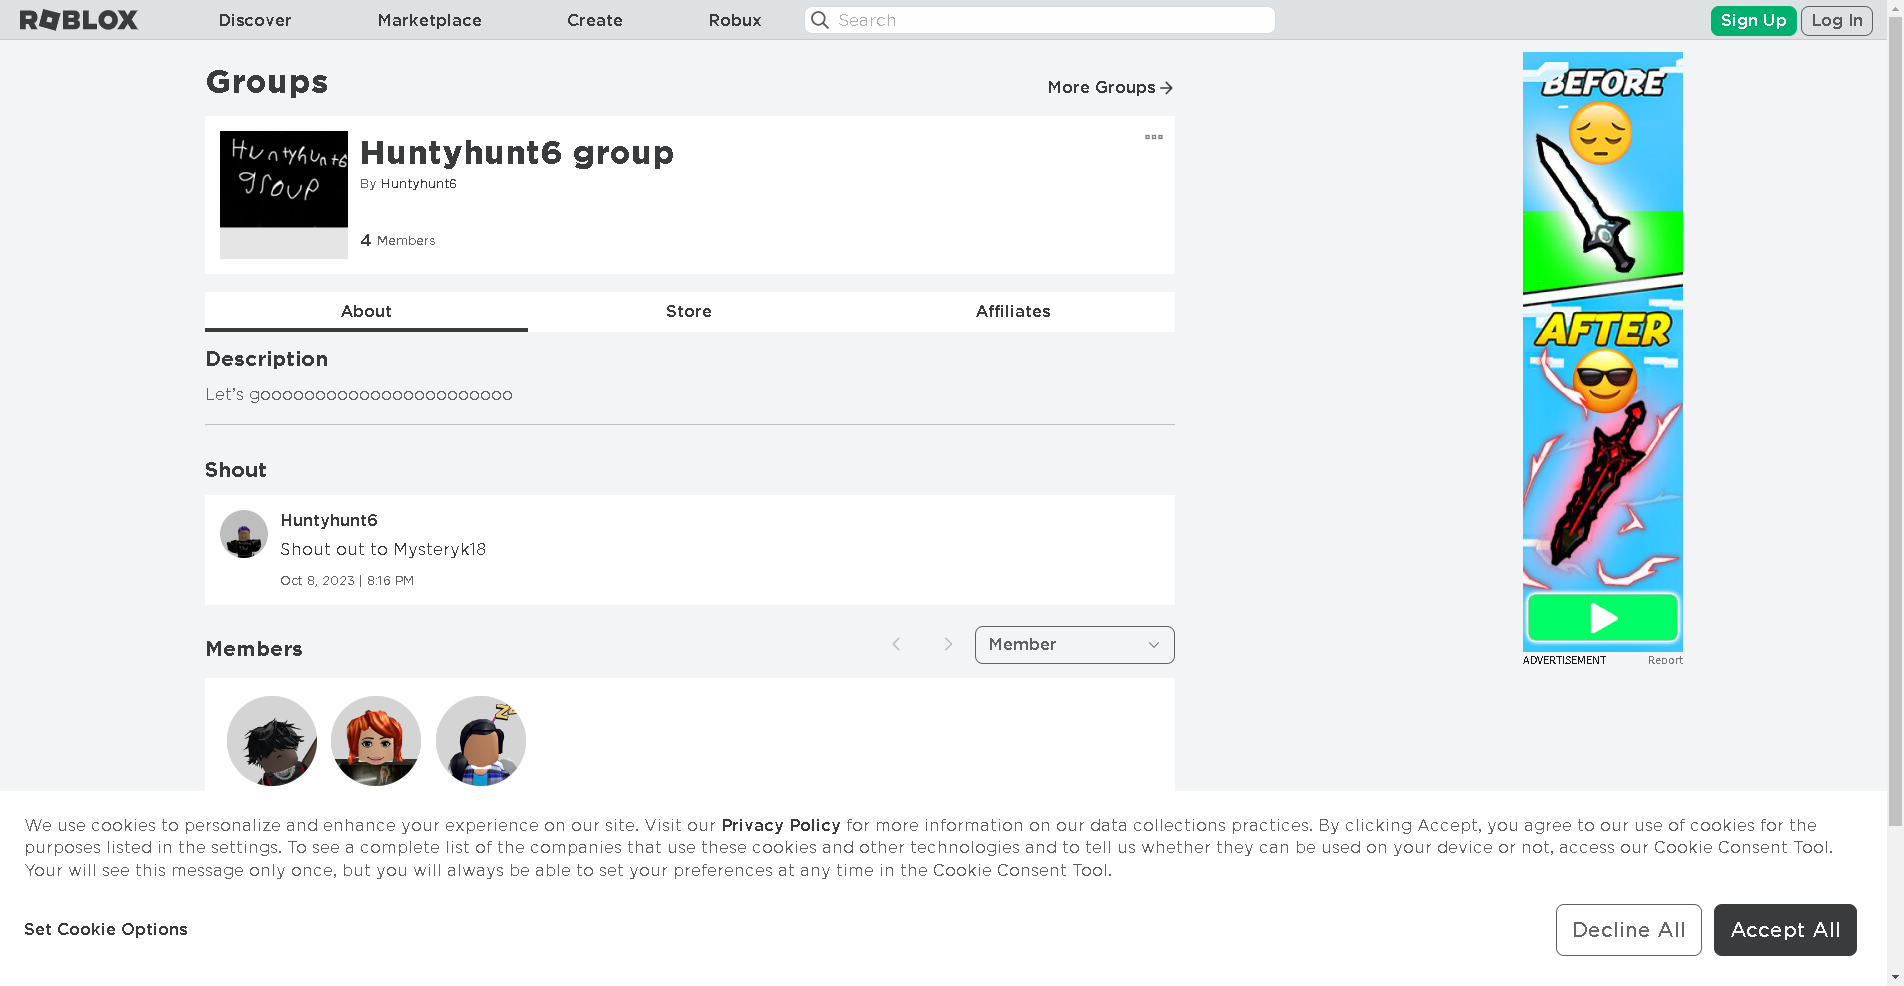 ROBLOX
Discover
Marketplace
Create
Robux
Search
Sign Up
Log In
Groups
More Groups
Huntyhunt6
group
Huntyhunt6 group
By Huntyhunt6
4 Members
About
Store
Affiliates
Description
Let's gooooooooooooooooooooooo
Shout
Huntyhunt6
Shout out to Mysteryk18
Oct 8, 2023 | 8:16 PM
Members
Member
BEFORE
AFTER
ADVERTISEMENT
Report
We use cookies to personalize and enhance your experience on our site. Visit our Privacy Policy for more information on our data collections practices. By clicking Accept, you agree to our use of cookies for the
purposes listed in the settings. To see a complete list of the companies that use these cookies and other technologies and to tell us whether they can be used on your device or not, access our Cookie Consent Tool.
Your will see this message only once, but you will always be able to set your preferences at any time in the Cookie Consent Tool.
Set Cookie Options
Decline All
Accept All